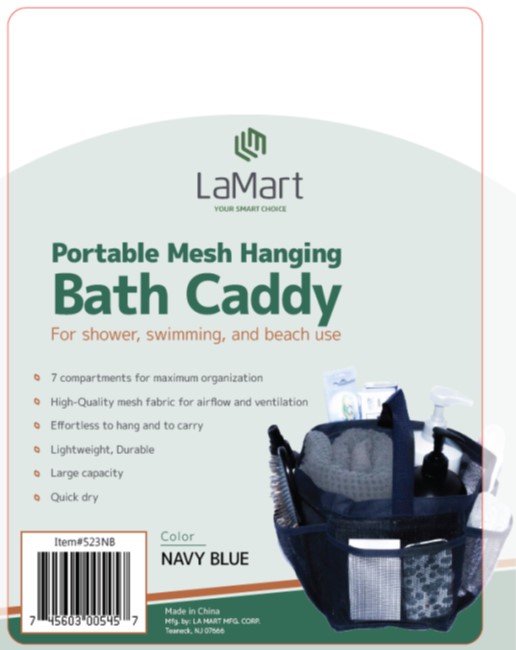 LaMart
YOUR SMART CHOICE
Portable Mesh Hanging
Bath Caddy
For shower, swimming, and beach use
7 compartments for maximum organization
High-Quality mesh fabric for airflow and ventilation
Effortless to hang and to carry
Lightweight, Durable
Large capacity
Quick dry
Item#523NB
7 45603 00545 7
Color
NAVY BLUE
Made in China
Mfg. by: LA MART MFG. CORP.
Teaneck, NJ 07666